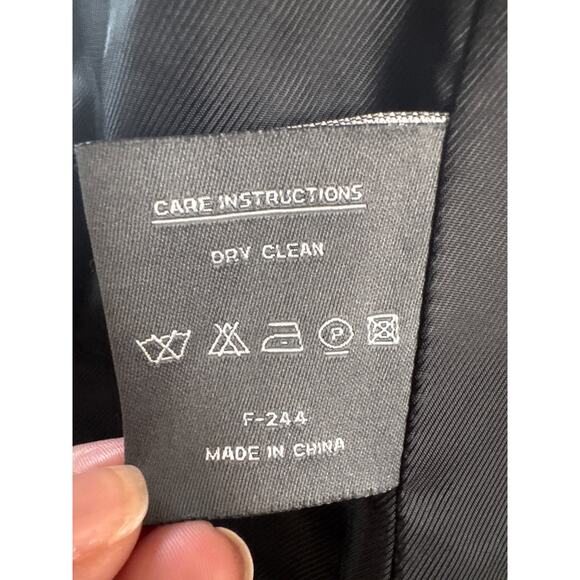 CARE INSTRUCTIONS
DRY CLEAN
P
F-244
MADE IN CHINA